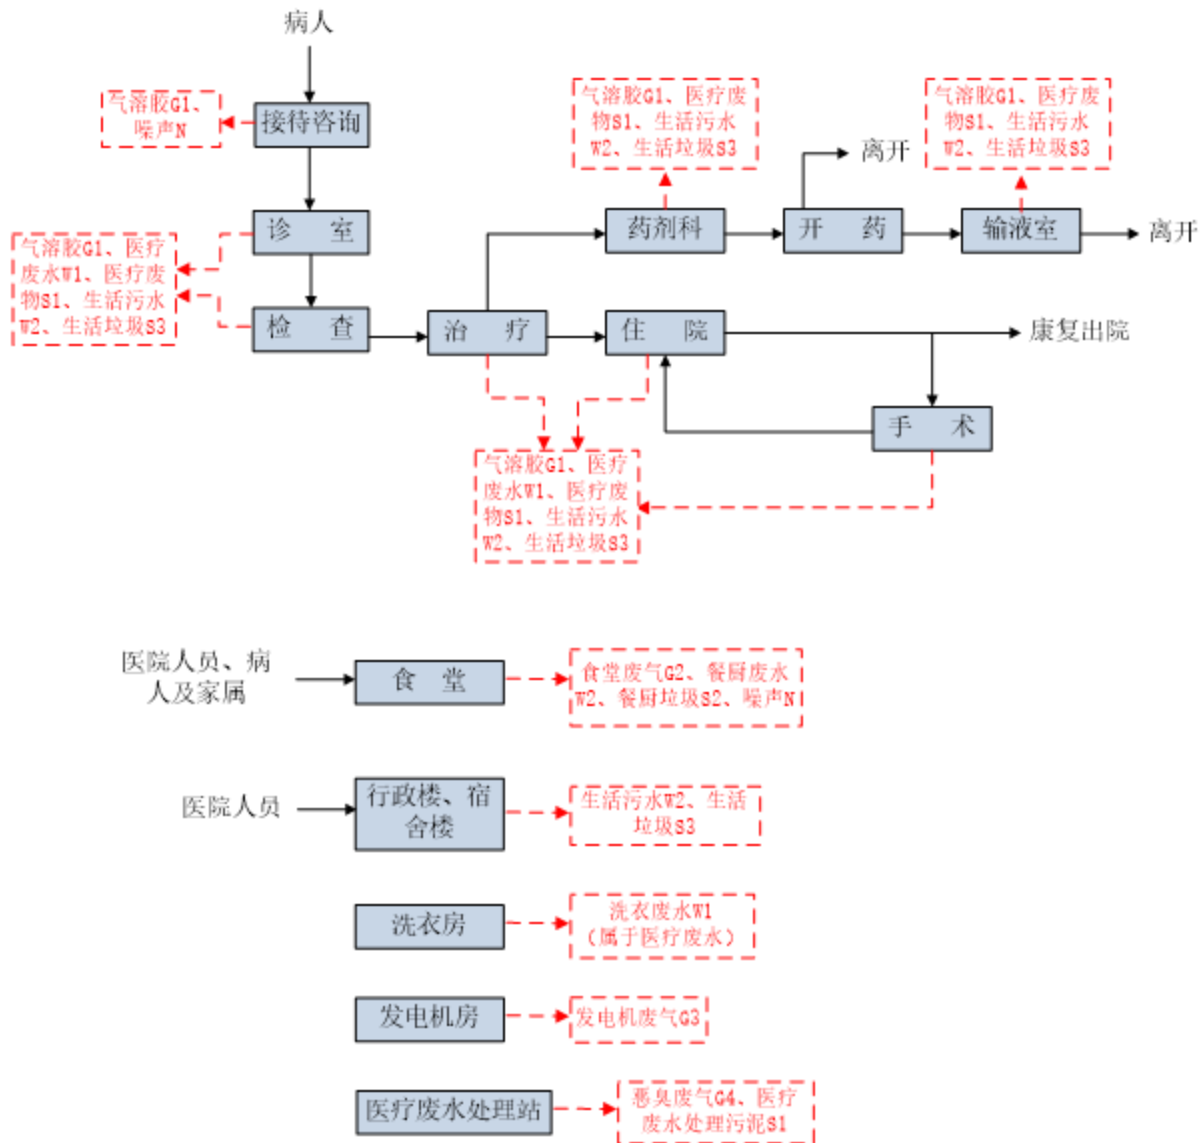 病人
气溶胶G1、
噪声N
接待咨询
气溶胶G1、医疗废
物S1、生活污水
W2、生活垃圾S3
离开
气溶胶G1、医疗废
物S1、生活污水
W2、生活垃圾S3
诊 室
药剂科
开 药
输液室
离开
气溶胶G1、医疗
废水W1、医疗废
物S1、生活污水
W2、生活垃圾S3
检 查
治 疗
住 院
康复出院
手 术
气溶胶G1、医疗
废水W1、医疗废
物S1、生活污水
W2、生活垃圾S3
医院人员、病
人及家属
食 堂
食堂废气G2、餐厨废水
W2、餐厨垃圾S2、噪声N
医院人员
行政楼、宿
舍楼
生活污水W2、生活
垃圾S3
洗衣房
洗衣废水W1
（属于医疗废水）
发电机房
发电机废气G3
医疗废水处理站
恶臭废气G4、医疗
废水处理污泥S1